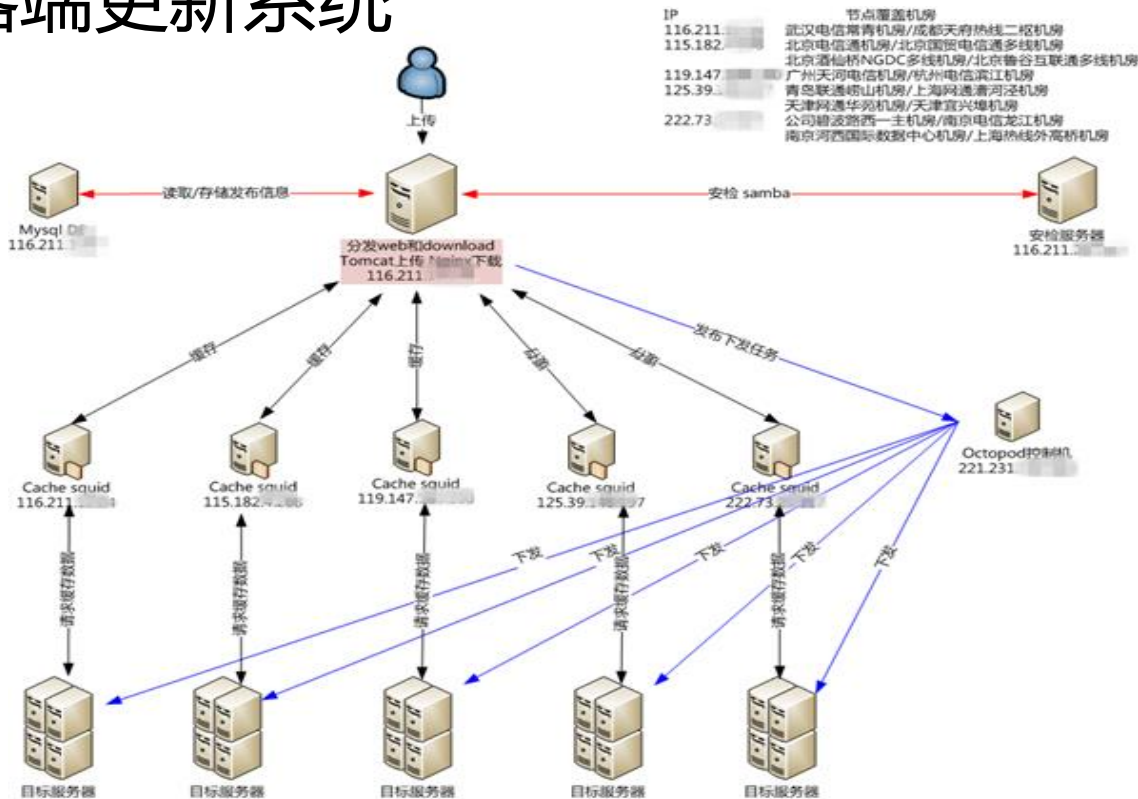 器端更新系统
IP 节点覆盖机房
116.211. 武汉电信常青机房/成都天府热线二枢机房
115.182. 北京电信通机房/北京国贸电信通多线机房
北京酒仙桥NGDC多线机房/北京鲁谷互联通多线机房
119.147 广州天河电信机房/杭州电信滨江机房
125.39. 青岛联通崂山机房/上海网通漕河泾机房
天津网通华苑机房/天津宜兴埠机房
222.73 公司碧波路西一主机房/南京电信龙江机房
南京河西国际数据中心机房/上海热线外高桥机房
上传
读取/存储发布信息
安检 samba
Mysql
116.211
分发web和download
Tomcat上传 Nginx下载
116.211
安检服务器
116.211.
缓存
缓存
缓存
缓存
缓存
发布下发任务
Octopod控制机
221.231
Cache squid
116.211
Cache squid
115.182.
Cache squid
119.147
Cache squid
125.39
Cache squid
222.73
下发
下发
下发
下发
下发
请求缓存数据
请求缓存数据
请求缓存数据
请求缓存数据
请求缓存数据
目标服务器
目标服务器
目标服务器
目标服务器
目标服务器